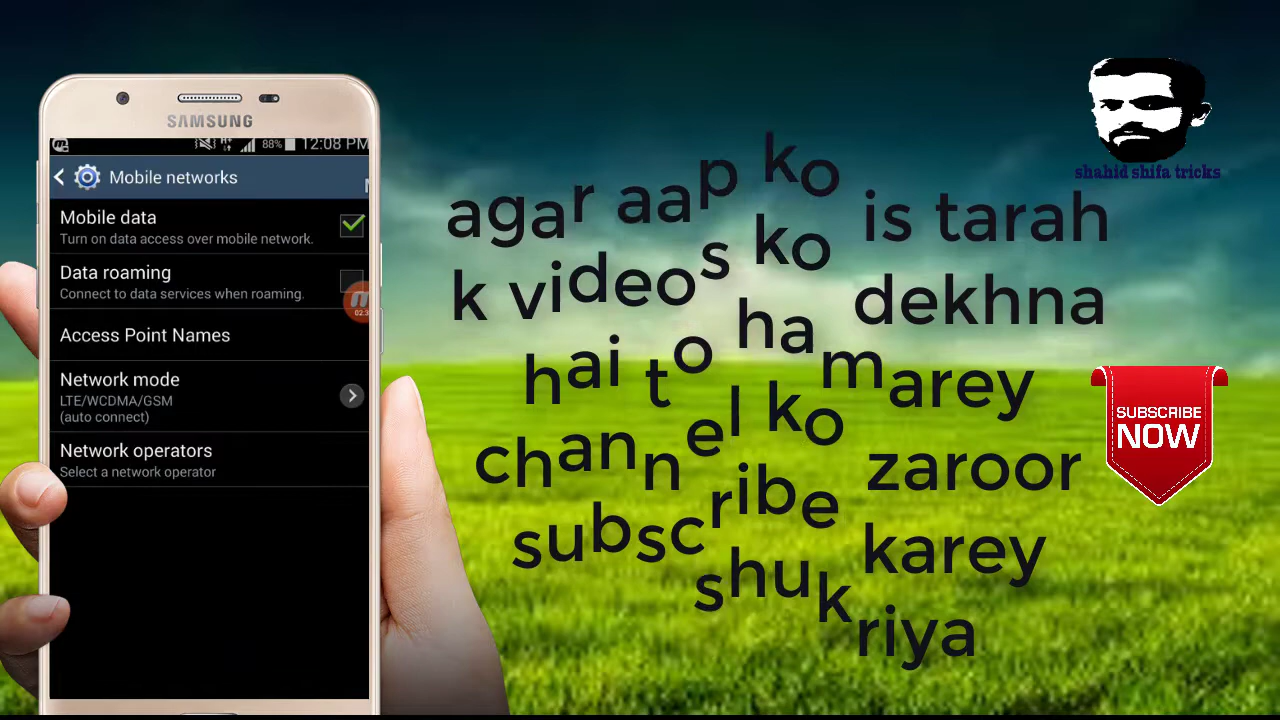 SAMSUNG
88% 12:08 PM
Mobile networks
Mobile data
Turn on data access over mobile network.
Data roaming
Connect to data services when roaming.
02:3
Access Point Names
Network mode
LTE/WCDMA/GSM
(auto connect)
Network operators
Select a network operator
agar aap ko is tarah
k videos ko dekhna
hai to hamarey
channel ko zaroor
subscribe karey
shukriya
shahid shifa tricks
SUBSCRIBE
NOW